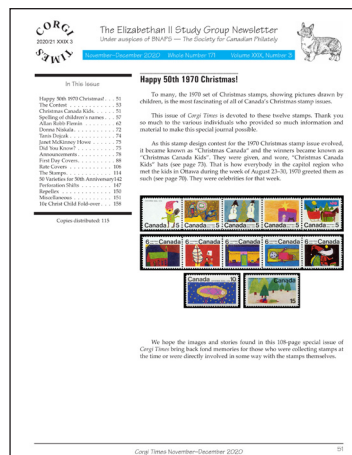 CORGI
2020/21 XXIX 3
TIMES
The Elizabethan II Study Group Newsletter
Under auspices of BNAPS — The Society for Canadian Philately
November–December 2020 Whole Number 171 Volume XXIX, Number 3
In This Issue
Happy 50th 1970 Christmas! . . . 51
The Contest . . . . . . . . . . . 53
Christmas Canada Kids. . . . . . 51
Spelling of children's names . . . 57
Allan Robb Fleming . . . . . . . 62
Donna Niskala. . . . . . . . . . 72
Tanis Dojcak . . . . . . . . . . 74
Janet McKinney Howe . . . . . . 75
Did You Know? . . . . . . . . . 75
Announcements . . . . . . . . . 78
First Day Covers. . . . . . . . . 88
Rate Covers . . . . . . . . . . 106
The Stamps. . . . . . . . . . . 114
50 Varieties for 50th Anniversary142
Perforation Shifts . . . . . . . . 147
Repellex . . . . . . . . . . . . 150
Miscellaneous . . . . . . . . . . 151
10¢ Christ Child Fold-over. . . . 158
Copies distributed: 115
Happy 50th 1970 Christmas!
To many, the 1970 set of Christmas stamps, showing pictures drawn by
children, is the most fascinating of all of Canada's Christmas stamp issues.
This issue of Corgi Times is devoted to these twelve stamps. Thank you
so much to the various individuals who provided so much information and
material to make this special journal possible.
As this stamp design contest for the 1970 Christmas stamp issue evolved,
it became known as "Christmas Canada" and the winners became known as
"Christmas Canada Kids". They were given, and wore, "Christmas Canada
Kids" hats (see page 73). That is how everybody in the capitol region who
met the kids in Ottawa during the week of August 23–30, 1970 greeted them as
such (see page 70). They were celebrities for that week.
Canada 5 Canada 5 Canada 5 Canada 5 Canada 5
6 Canada 6 Canada 6 Canada 6 Canada 6 Canada
Canada 10 Canada 15
We hope the images and stories found in this 108-page special issue of
Corgi Times bring back fond memories for those who were collecting stamps at
the time or were directly involved in some way with the stamps themselves.
Corgi Times November–December 2020 51